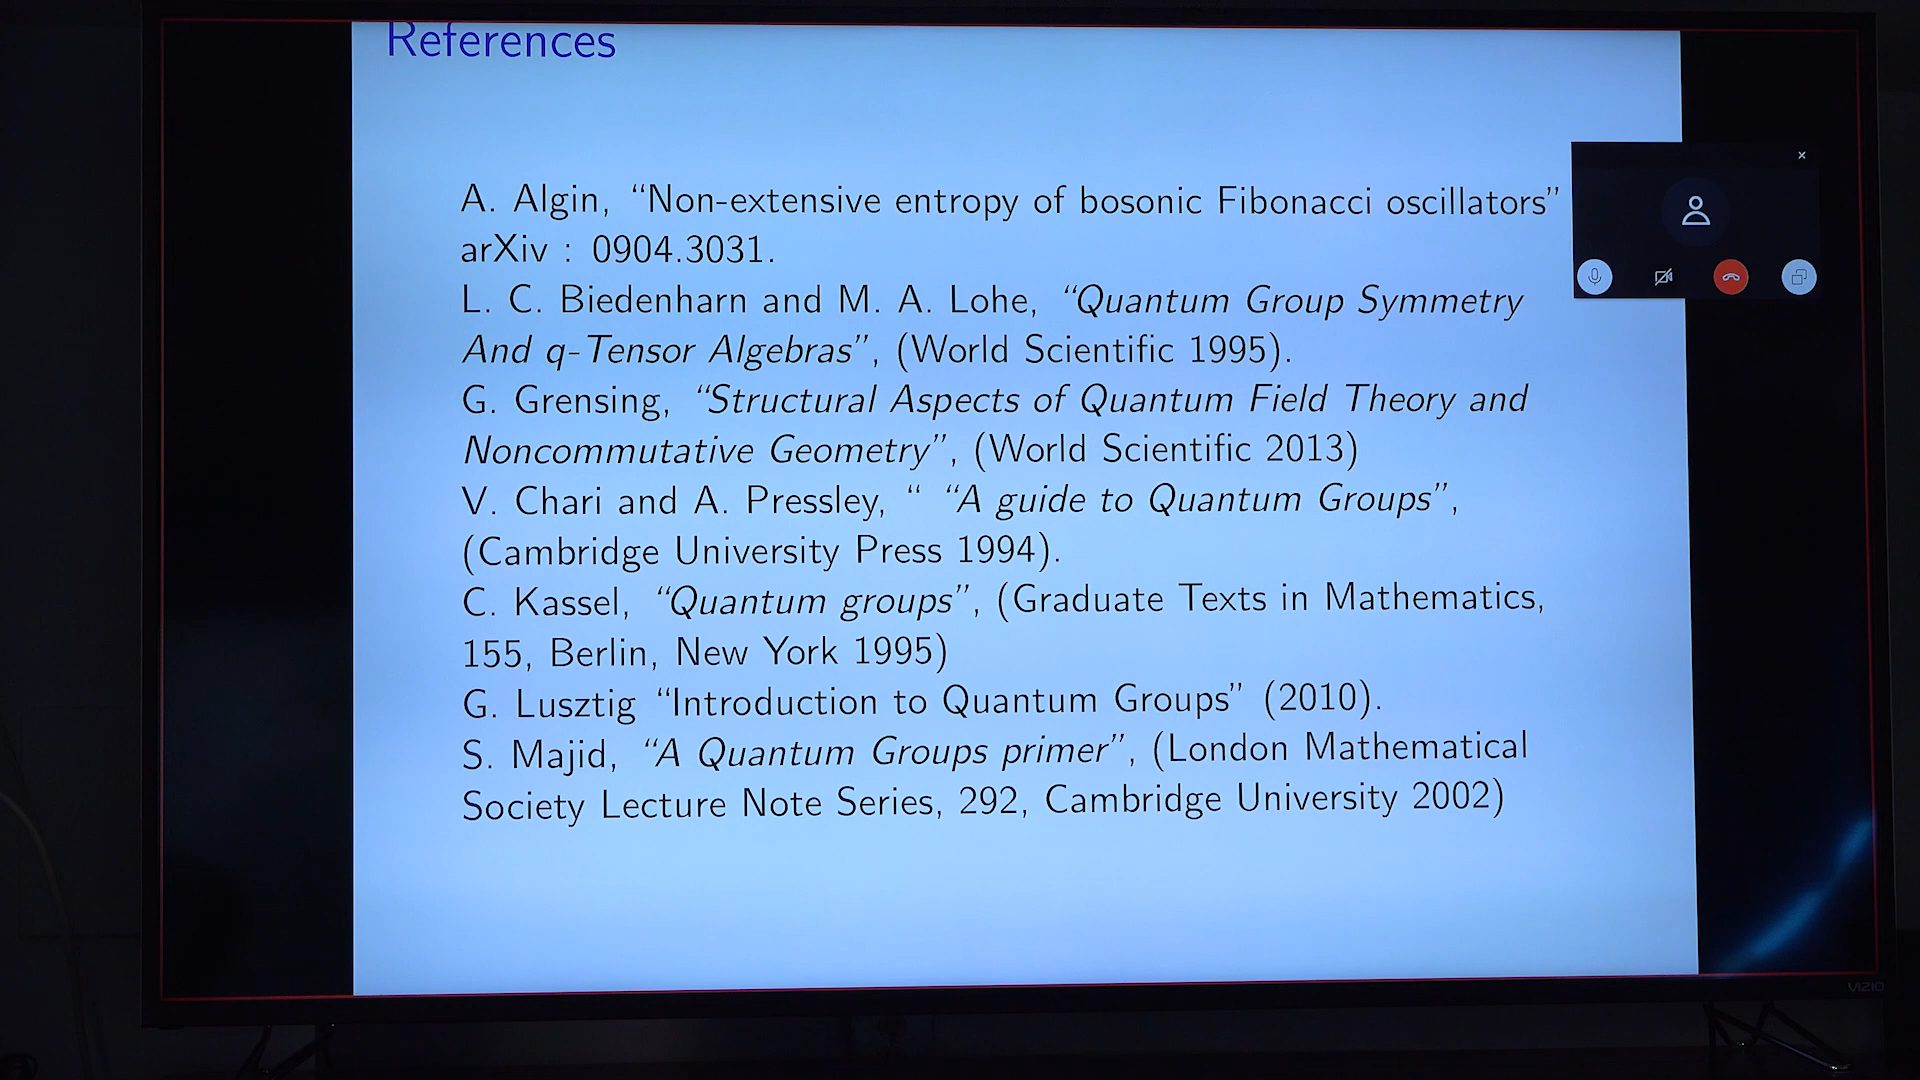 References
A. Algin, “Non-extensive entropy of bosonic Fibonacci oscillators”
arXiv : 0904.3031.
L. C. Biedenharn and M. A. Lohe, “Quantum Group Symmetry
And q-Tensor Algebras”, (World Scientific 1995).
G. Grensing, “Structural Aspects of Quantum Field Theory and
Noncommutative Geometry”, (World Scientific 2013)
V. Chari and A. Pressley, “ “A guide to Quantum Groups”,
(Cambridge University Press 1994).
C. Kassel, “Quantum groups”, (Graduate Texts in Mathematics,
155, Berlin, New York 1995)
G. Lusztig “Introduction to Quantum Groups” (2010).
S. Majid, “A Quantum Groups primer”, (London Mathematical
Society Lecture Note Series, 292, Cambridge University 2002)
VIZIO